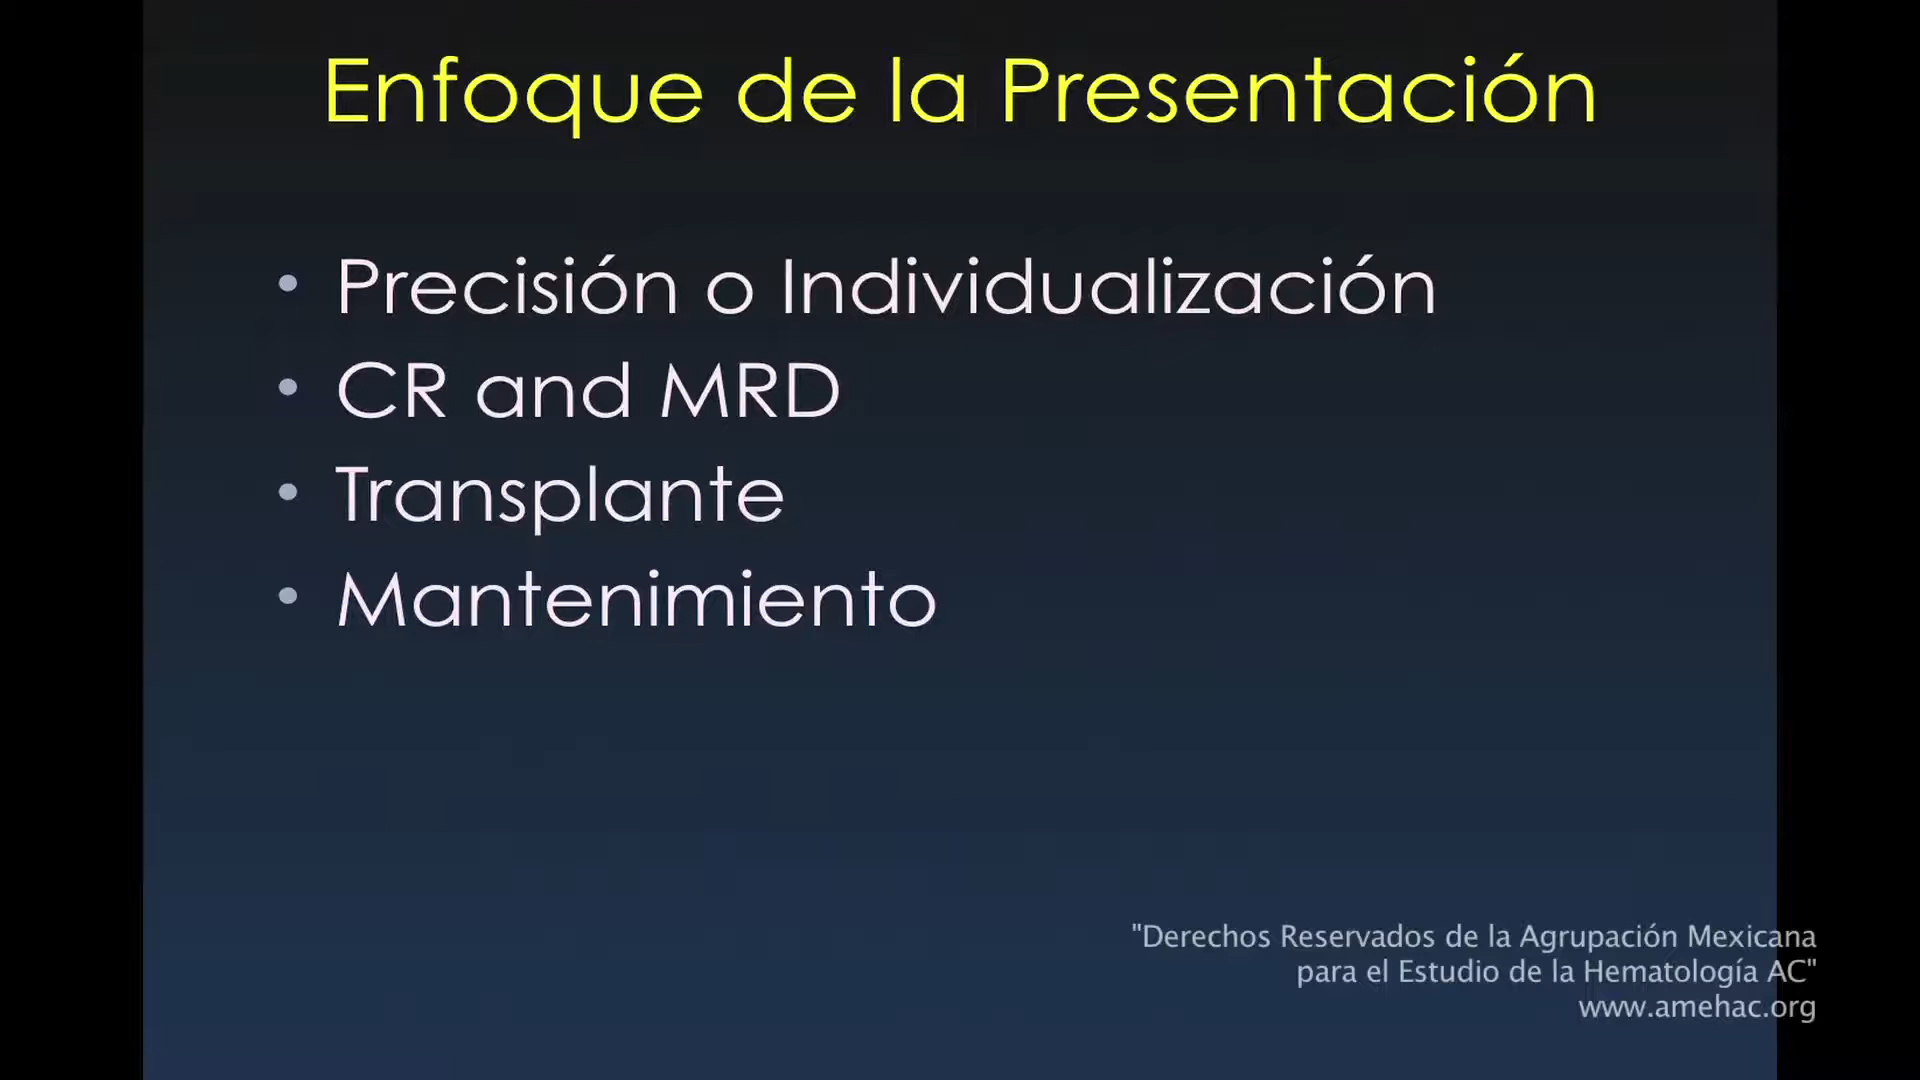 Enfoque de la Presentación
• Precisión o Individualización
• CR and MRD
• Transplante
• Mantenimiento
"Derechos Reservados de la Agrupación Mexicana
para el Estudio de la Hematología AC"
www.amehac.org